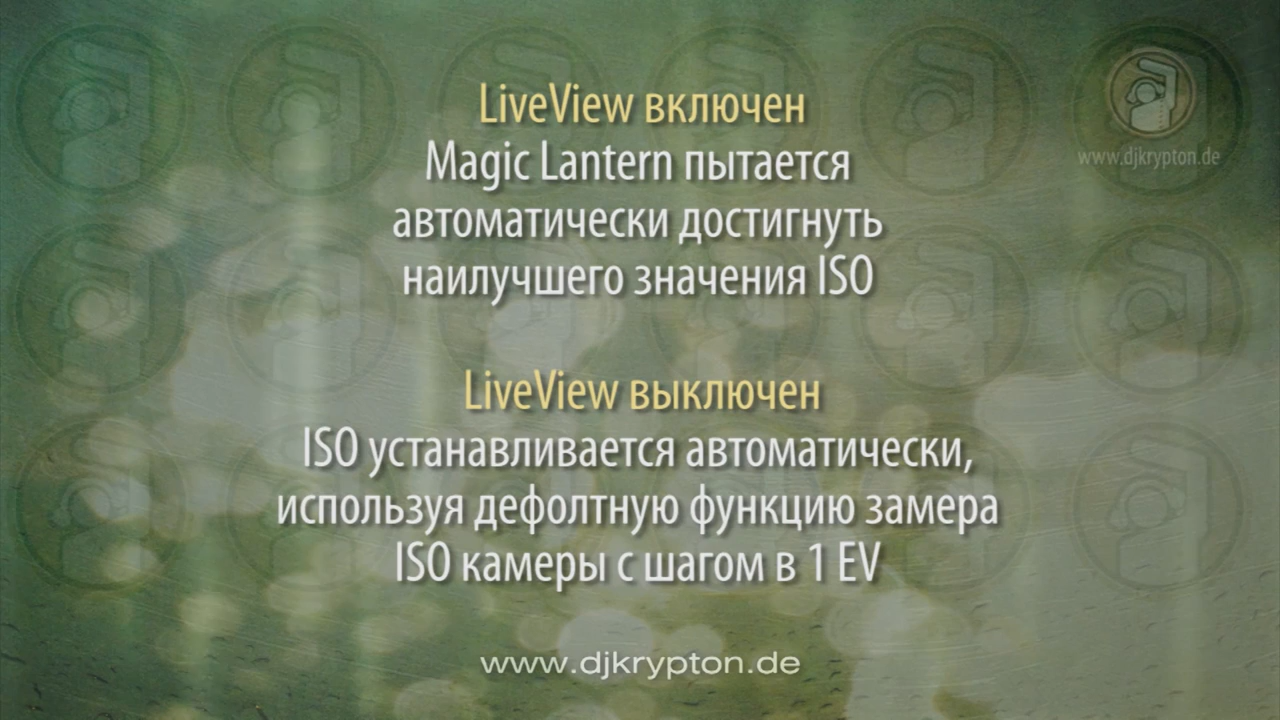 LiveView включен
Magic Lantern пытается
автоматически достигнуть
наилучшего значения ISO
www.djkrypton.de
LiveView выключен
ISO устанавливается автоматически,
используя дефолтную функцию замера
ISO камеры с шагом в 1 EV
www.djkrypton.de